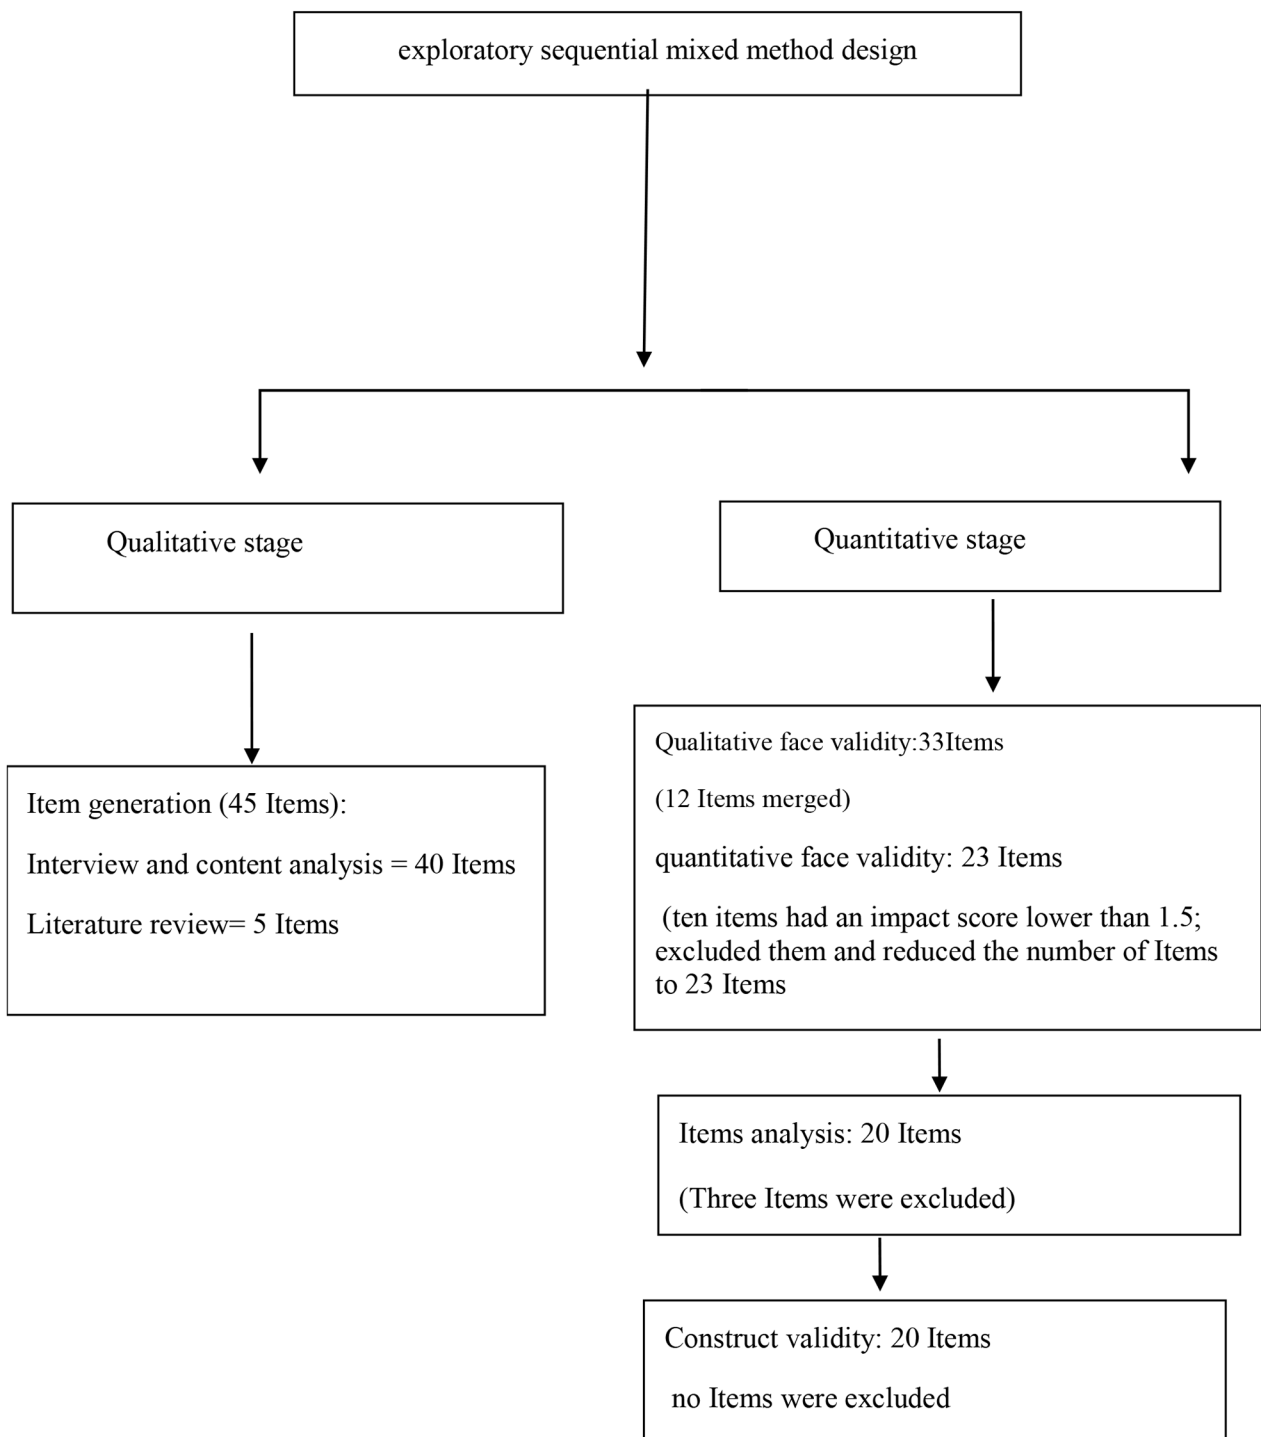 exploratory sequential mixed method design
Qualitative stage
Quantitative stage
Item generation (45 Items):
Interview and content analysis = 40 Items
Literature review= 5 Items
Qualitative face validity:33Items
(12 Items merged)
quantitative face validity: 23 Items
(ten items had an impact score lower than 1.5;
excluded them and reduced the number of Items
to 23 Items
Items analysis: 20 Items
(Three Items were excluded)
Construct validity: 20 Items
no Items were excluded